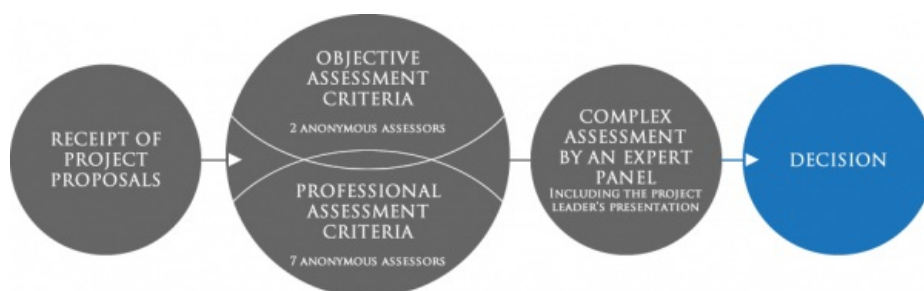 RECEIPT OF
PROJECT
PROPOSALS
OBJECTIVE
ASSESSMENT
CRITERIA
2 ANONYMOUS ASSESSORS
PROFESSIONAL
ASSESSMENT
CRITERIA
7 ANONYMOUS ASSESSORS
COMPLEX
ASSESSMENT
BY AN EXPERT
PANEL
INCLUDING THE PROJECT
LEADER'S PRESENTATION
DECISION